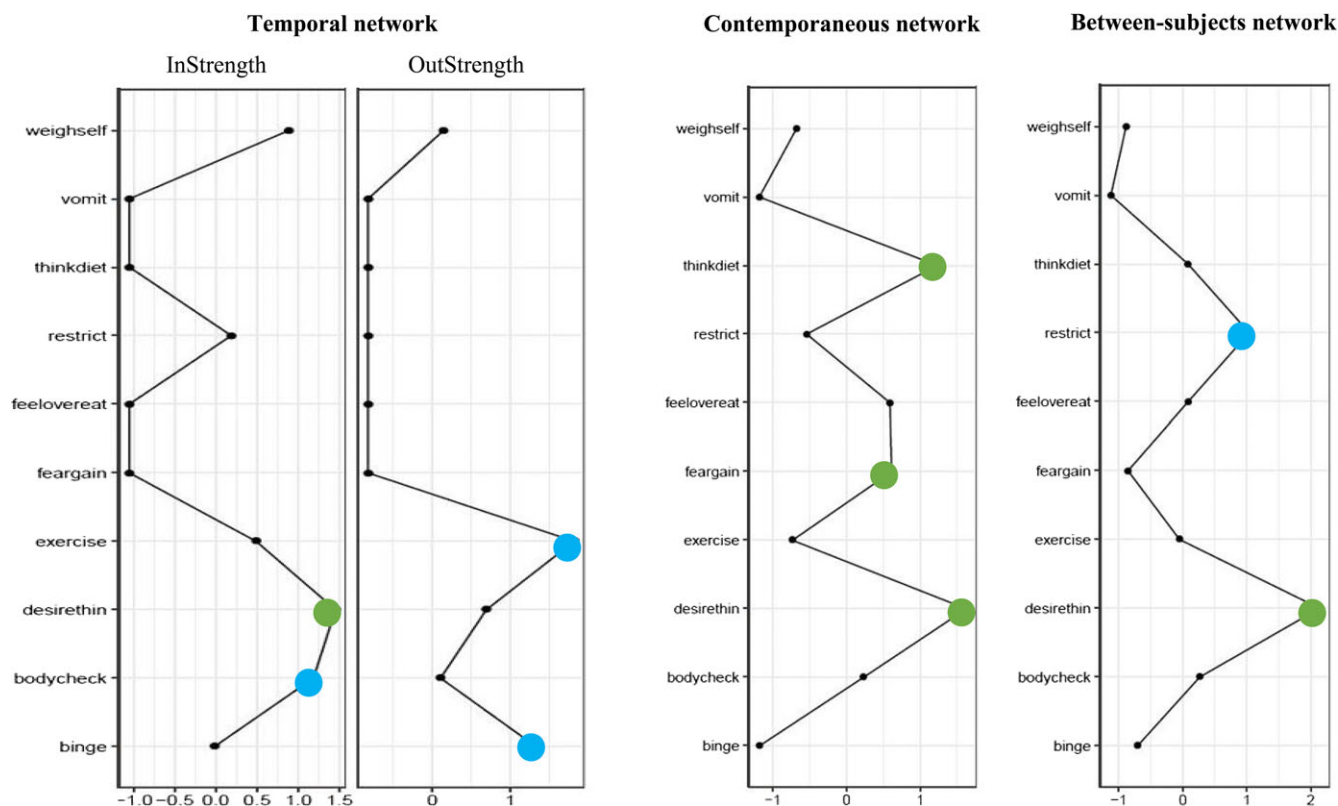 Temporal network
Contemporaneous network
Between-subjects network
InStrength
OutStrength
weighself
vomit
thinkdiet
restrict
feelovereat
feargain
exercise
desirethin
bodycheck
binge
-1.0 -0.5 0.0 0.5 1.0 1.5
0 1
weighself
vomit
thinkdiet
restrict
feelovereat
feargain
exercise
desirethin
bodycheck
binge
-1 0 1
weighself
vomit
thinkdiet
restrict
feelovereat
feargain
exercise
desirethin
bodycheck
binge
-1 0 1 2